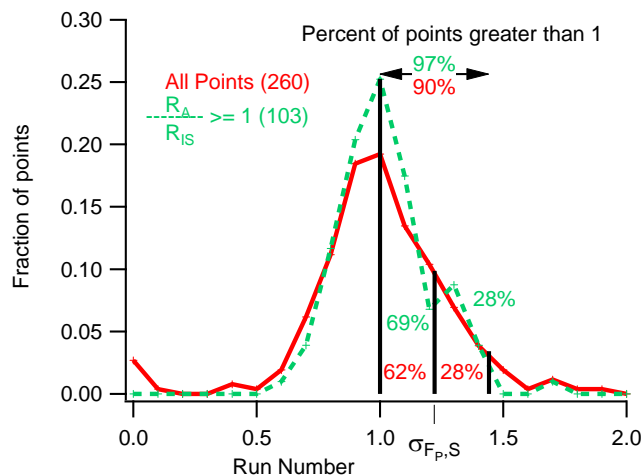 Percent of points greater than 1
97%
90%
All Points (260)
R_A
R_IS
>= 1 (103)
Fraction of points
0.30
0.25
0.20
0.15
0.10
0.05
0.00
28%
69%
62%
28%
0.0
0.5
1.0
1.5
2.0
σ_{F_P,S}
Run Number